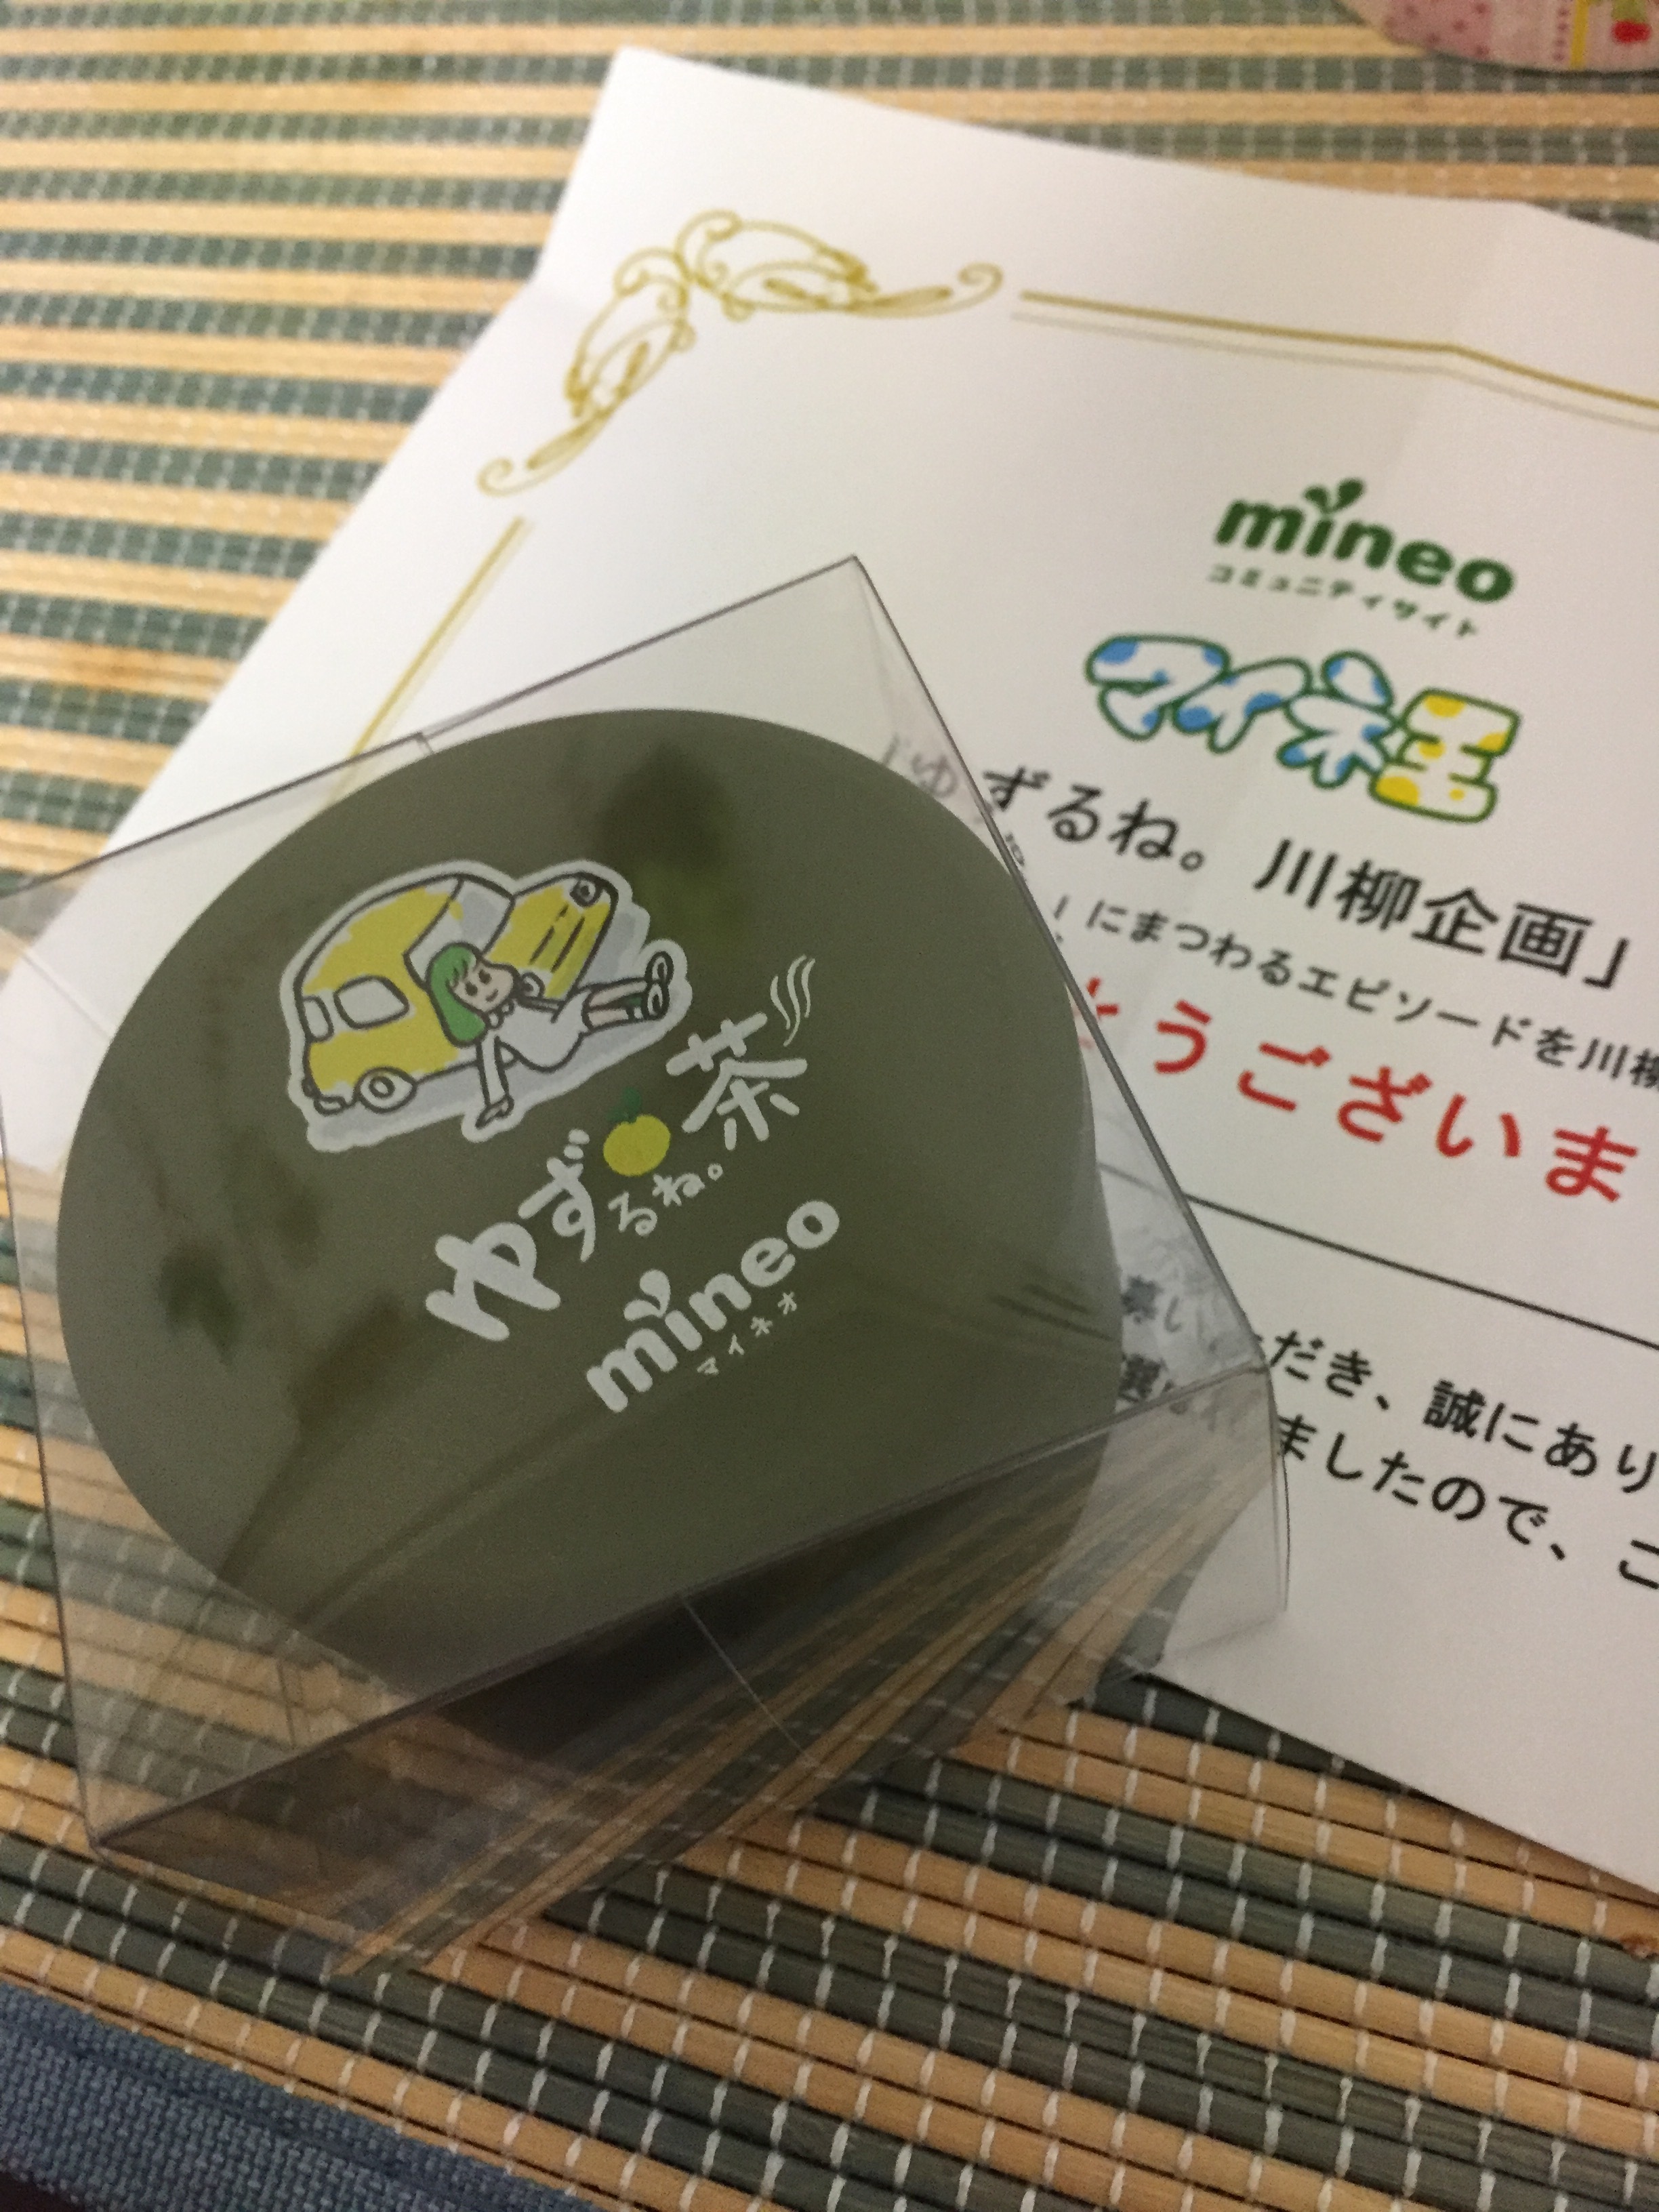 mineo
コミュニティサイト
マイネ王
ゆずるね。川柳企画」
」にまつわるエピソードを川柳
とうございま
だき、誠にあり
ましたので、こ
ゆずるね。茶
mineo
マイネオ